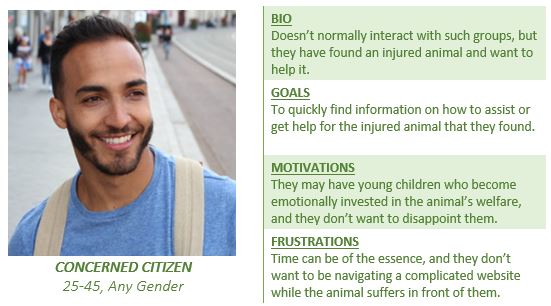 CONCERNED CITIZEN
25-45, Any Gender
BIO
Doesn’t normally interact with such groups, but
they have found an injured animal and want to
help it.
GOALS
To quickly find information on how to assist or
get help for the injured animal that they found.
MOTIVATIONS
They may have young children who become
emotionally invested in the animal’s welfare,
and they don’t want to disappoint them.
FRUSTRATIONS
Time can be of the essence, and they don’t
want to be navigating a complicated website
while the animal suffers in front of them.